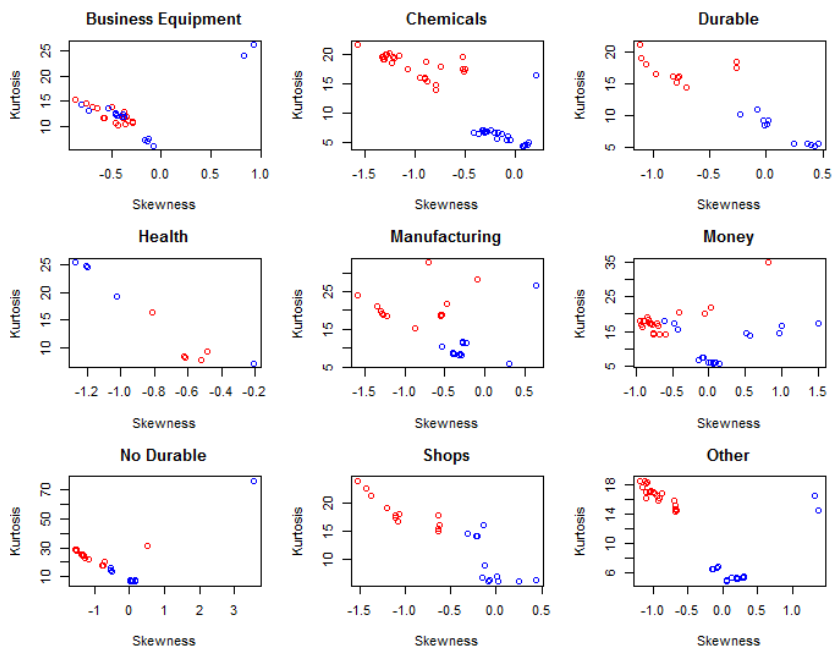 Business Equipment
Chemicals
Durable
Kurtosis
10 15 20 25
-0.5 0.0 0.5 1.0
Skewness
Kurtosis
5 10 15 20
-1.5 -1.0 -0.5 0.0
Skewness
Kurtosis
5 10 15 20
-1.0 -0.5 0.0 0.5
Skewness
Health
Manufacturing
Money
Kurtosis
10 15 20 25
-1.2 -1.0 -0.8 -0.6 -0.4 -0.2
Skewness
Kurtosis
5 15 25
-1.5 -1.0 -0.5 0.0 0.5
Skewness
Kurtosis
5 15 25 35
-1.0 -0.5 0.0 0.5 1.0 1.5
Skewness
No Durable
Shops
Other
Kurtosis
10 30 50 70
-1 0 1 2 3
Skewness
Kurtosis
10 15 20
-1.5 -1.0 -0.5 0.0 0.5
Skewness
Kurtosis
6 10 14 18
-1.0 -0.5 0.0 0.5 1.0
Skewness